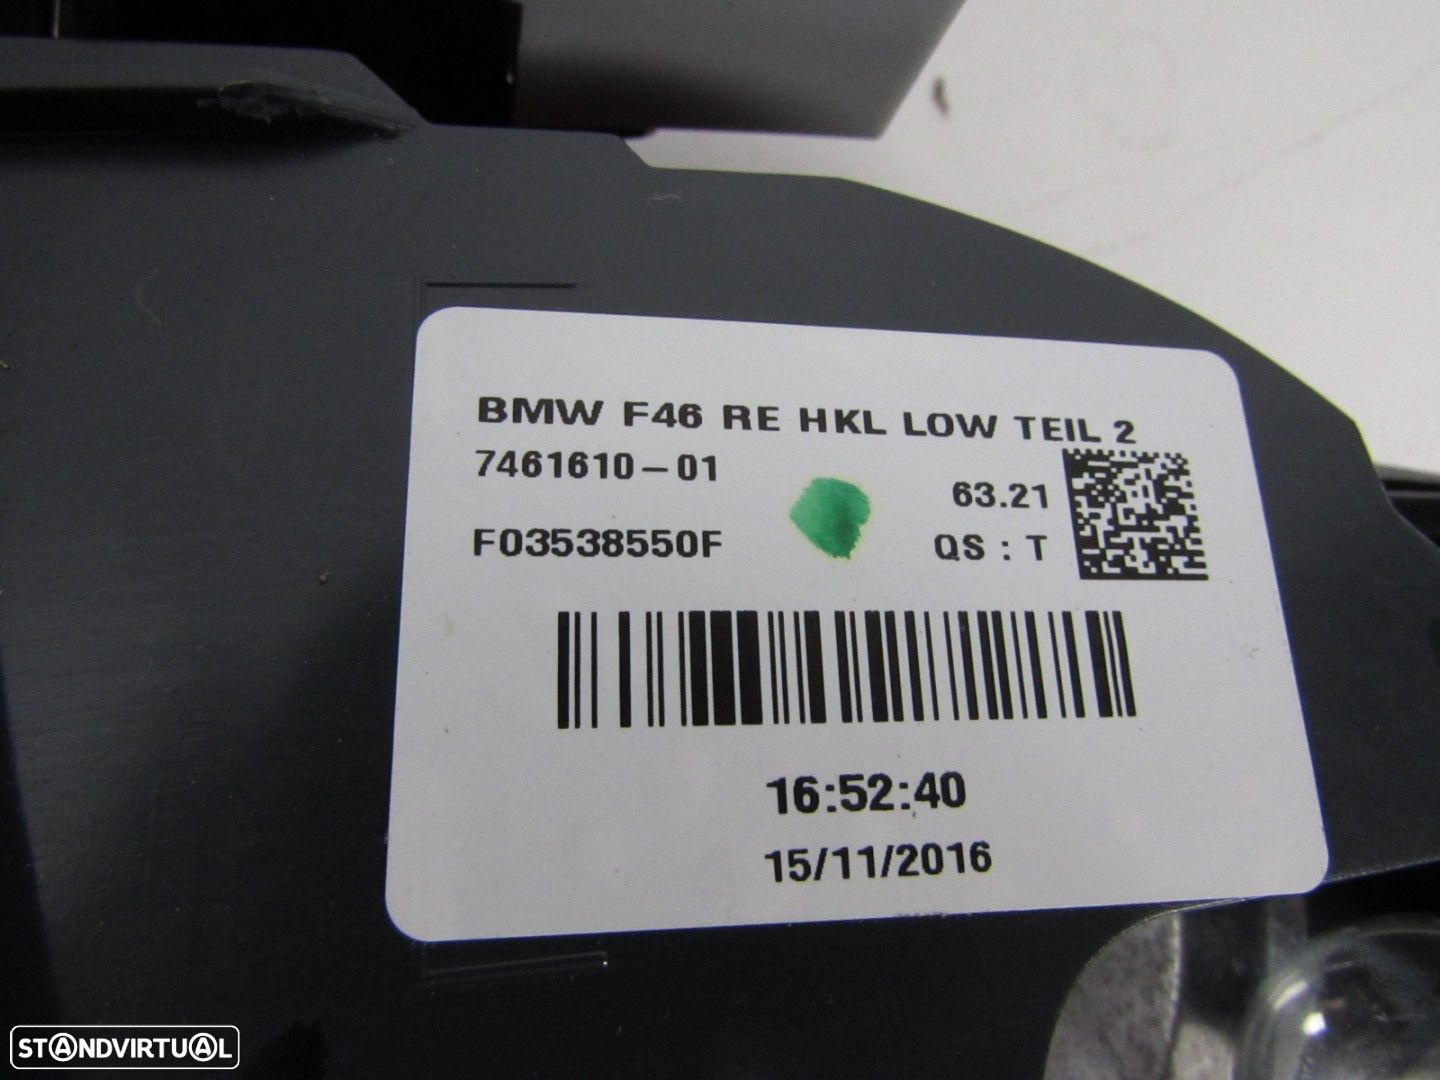 BMW F46 RE HKL LOW TEIL 2
7461610-01
63.21
F03538550F
QS : T
16:52:40
15/11/2016
STANDVIRTUAL